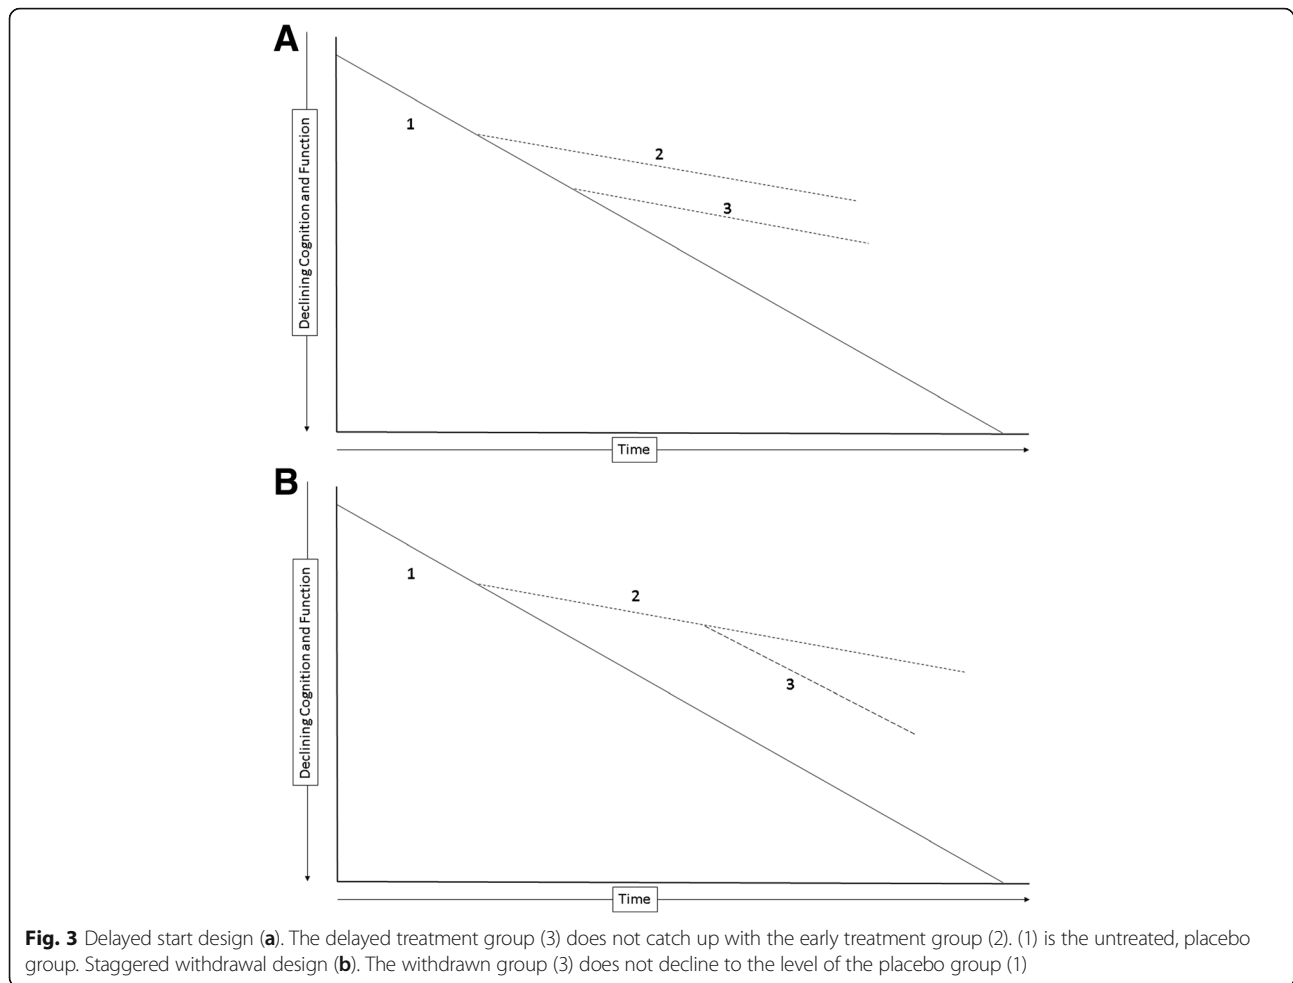 A
Declining Cognition and Function
1
2
3
Time
B
Declining Cognition and Function
1
2
3
Time
Fig. 3 Delayed start design (a). The delayed treatment group (3) does not catch up with the early treatment group (2). (1) is the untreated, placebo
group. Staggered withdrawal design (b). The withdrawn group (3) does not decline to the level of the placebo group (1)